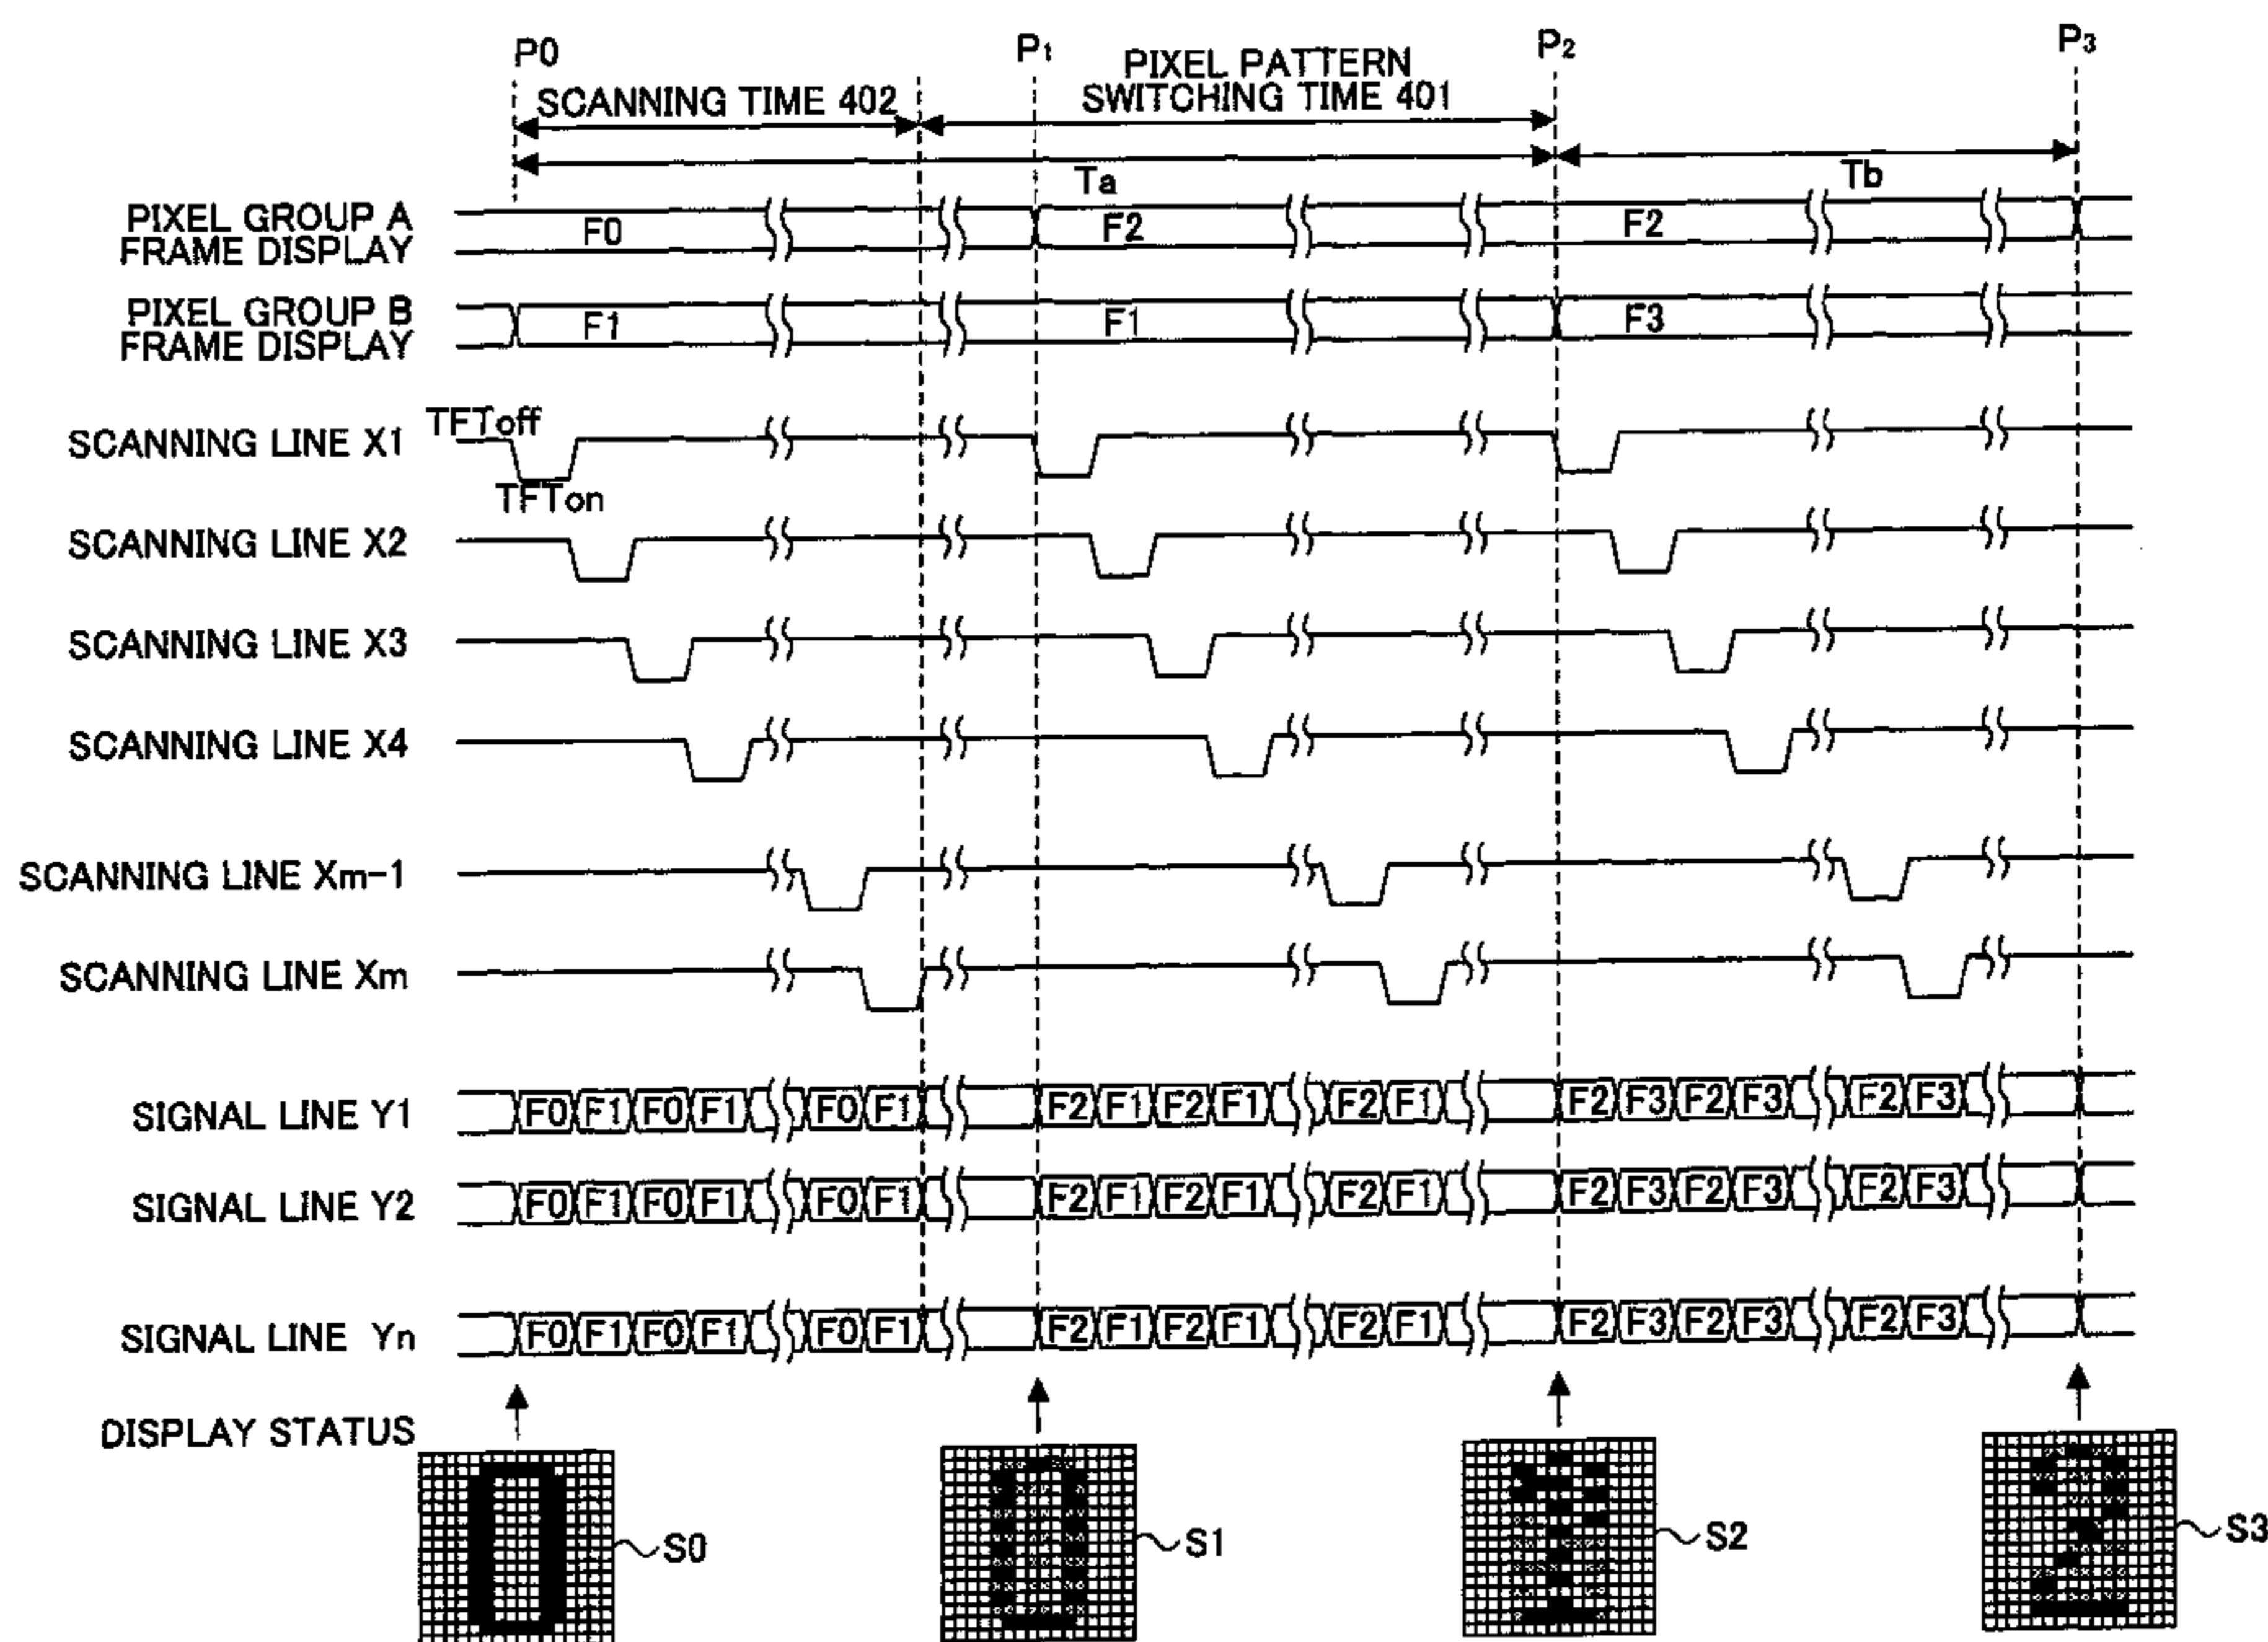 P0 P1 P2 P3
PIXEL PATTERN
SCANNING TIME 402 SWITCHING TIME 401
Ta Tb
PIXEL GROUP A
FRAME DISPLAY
F0 F2 F2
PIXEL GROUP B
FRAME DISPLAY
F1 F1 F3
TFToff
SCANNING LINE X1
TFTon
SCANNING LINE X2
SCANNING LINE X3
SCANNING LINE X4
SCANNING LINE Xm-1
SCANNING LINE Xm
SIGNAL LINE Y1 F0 F1 F0 F1 F0 F1 F2 F1 F2 F1 F2 F1 F2 F3 F2 F3 F2 F3
SIGNAL LINE Y2 F0 F1 F0 F1 F0 F1 F2 F1 F2 F1 F2 F1 F2 F3 F2 F3 F2 F3
SIGNAL LINE Yn F0 F1 F0 F1 F0 F1 F2 F1 F2 F1 F2 F1 F2 F3 F2 F3 F2 F3
DISPLAY STATUS
S0 S1 S2 S3